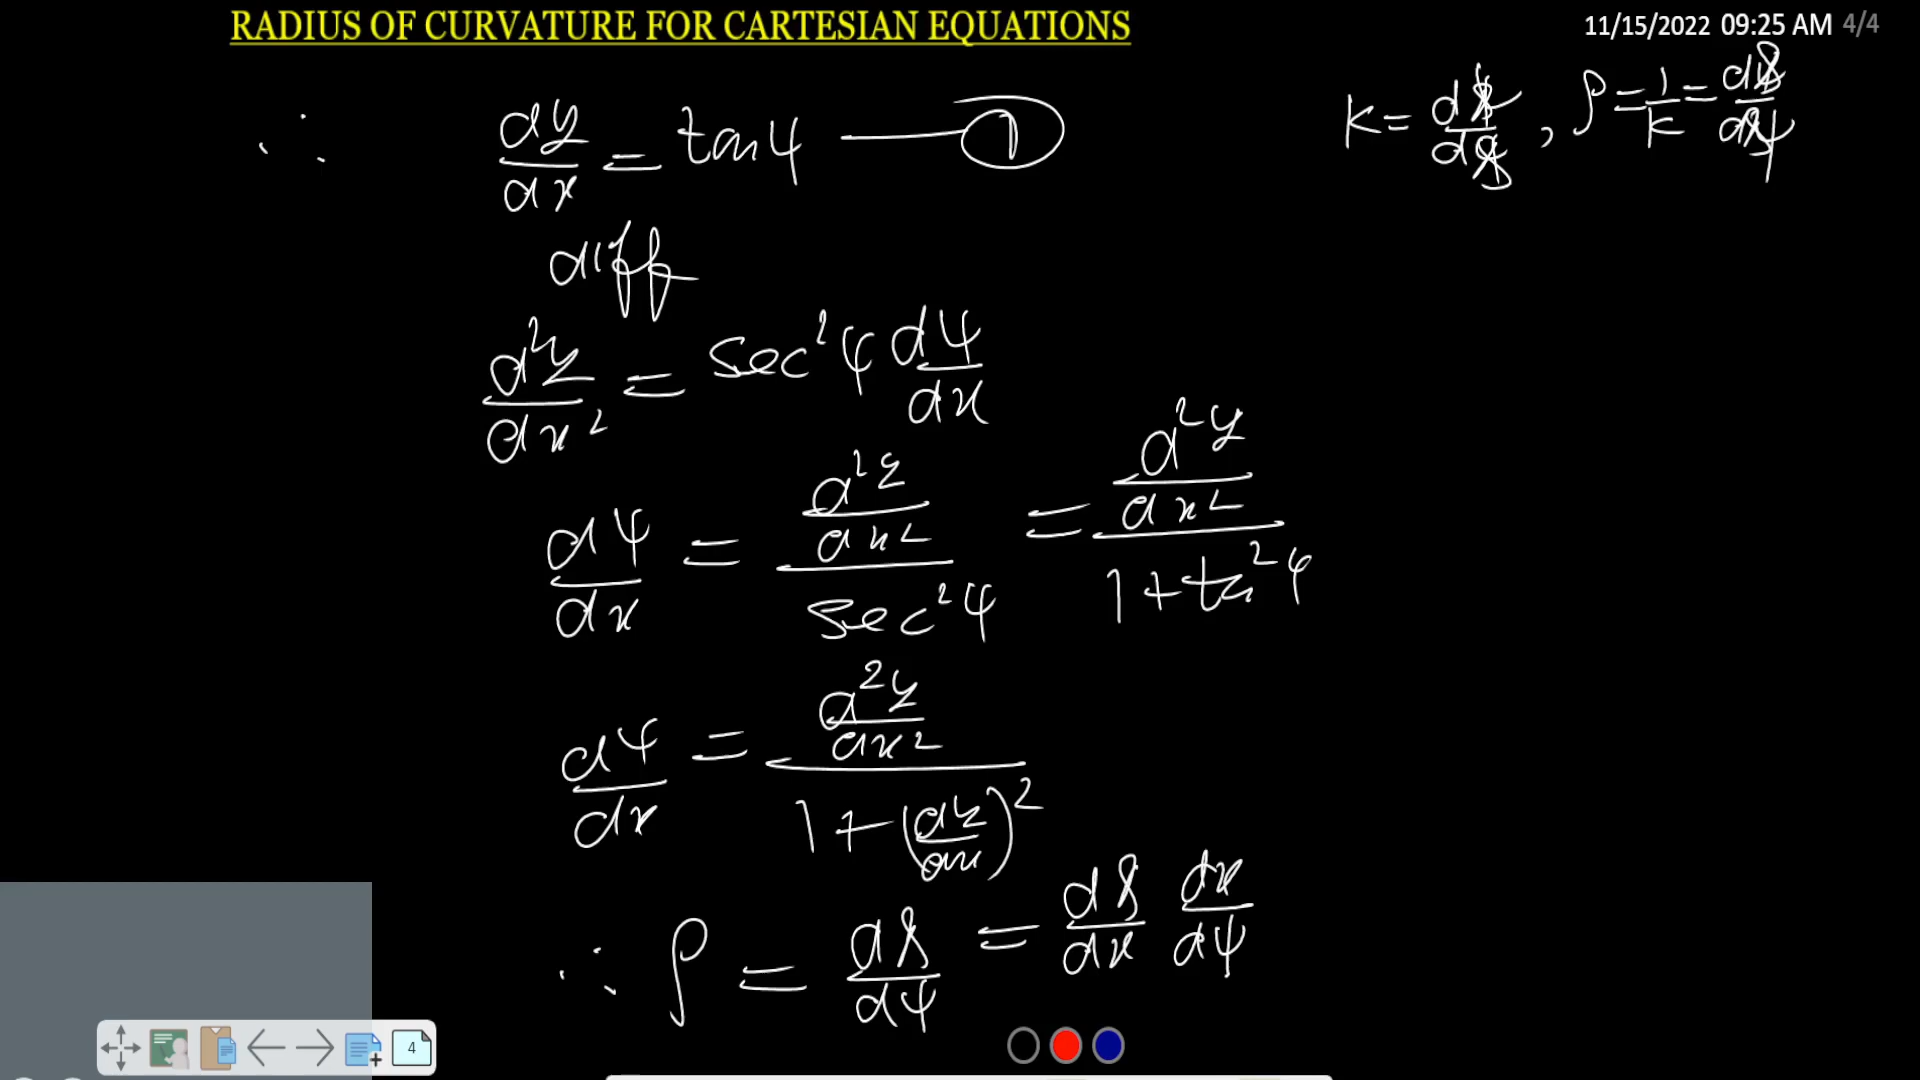 RADIUS OF CURVATURE FOR CARTESIAN EQUATIONS
11/15/2022 09:25 AM 4/4
K = dψ/ds , ρ = 1/K = ds/dψ
∴ dy/dx = tanψ — ①
diff
d²y/dx² = sec²ψ dψ/dx
dψ/dx = (d²y/dx²)/(sec²ψ) = (d²y/dx²)/(1+ta²ψ)
dψ/dx = (d²y/dx²)/(1+(dy/dx)²)
∴ ρ = ds/dψ = ds/dx dx/dψ
4